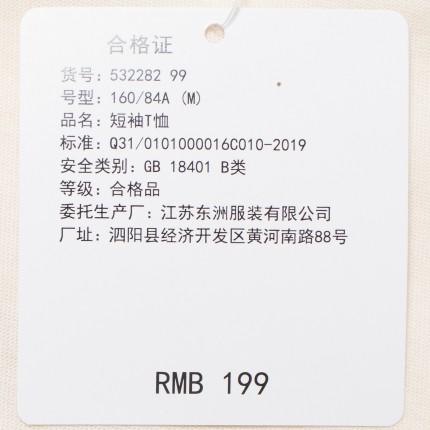 合格证
货号: 532282 99
号型: 160/84A (M)
品名: 短袖T恤
标准: Q31/0101000016C010-2019
安全类别: GB 18401 B类
等级: 合格品
委托生产厂: 江苏东洲服装有限公司
厂址: 泗阳县经济开发区黄河南路88号
RMB 199